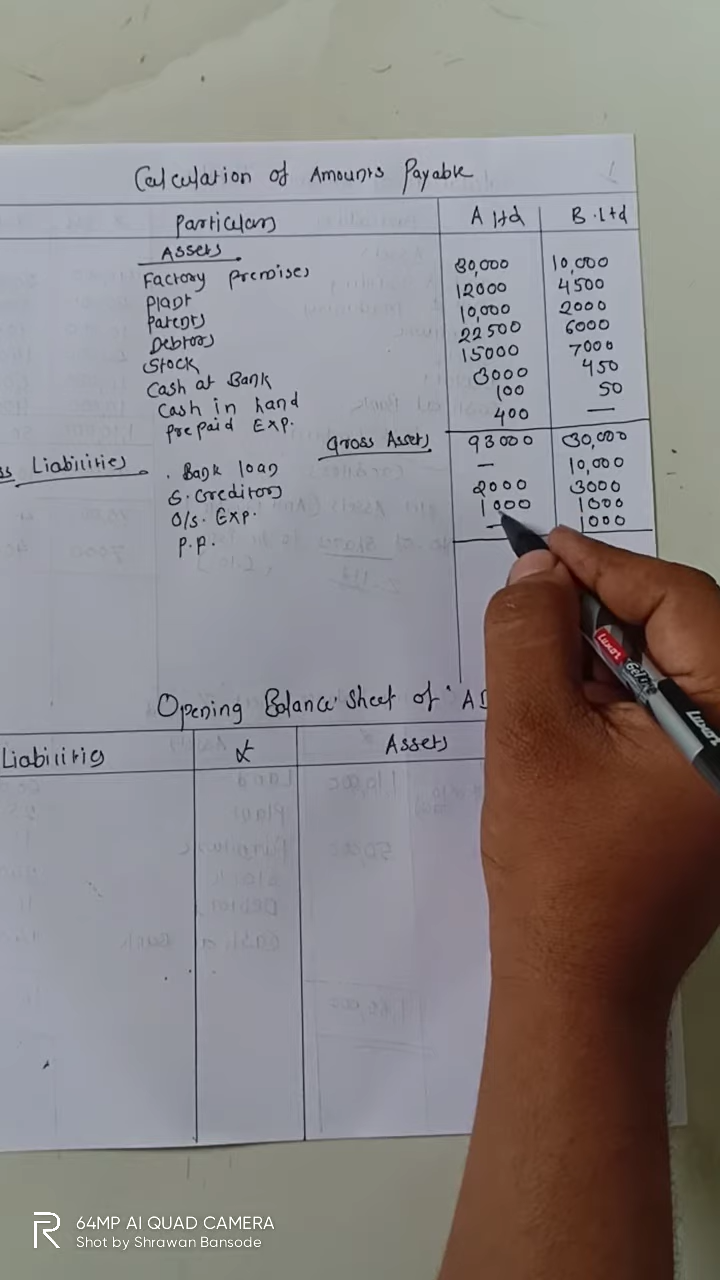 Calculation of Amounts Payable
Particulars A ltd B. Ltd
Assets
Factory premises 30,000 10,000
Plant 12000 4500
Patents 10,000 2000
Debtors 22500 6000
Stock 15000 7000
Cash at Bank 3000 450
Cash in hand 100 50
prepaid Exp. 400 —
Gross Assets 93000 30,000
Liabilities
. Bank loan — 10,000
S. Creditors 2000 3000
O/s. Exp. 1000 1000
P.P. — 1000
Opening Balance Sheet of
Liabilities Assets
Luxor
Luxor
64MP AI QUAD CAMERA
Shot by Shrawan Bansode